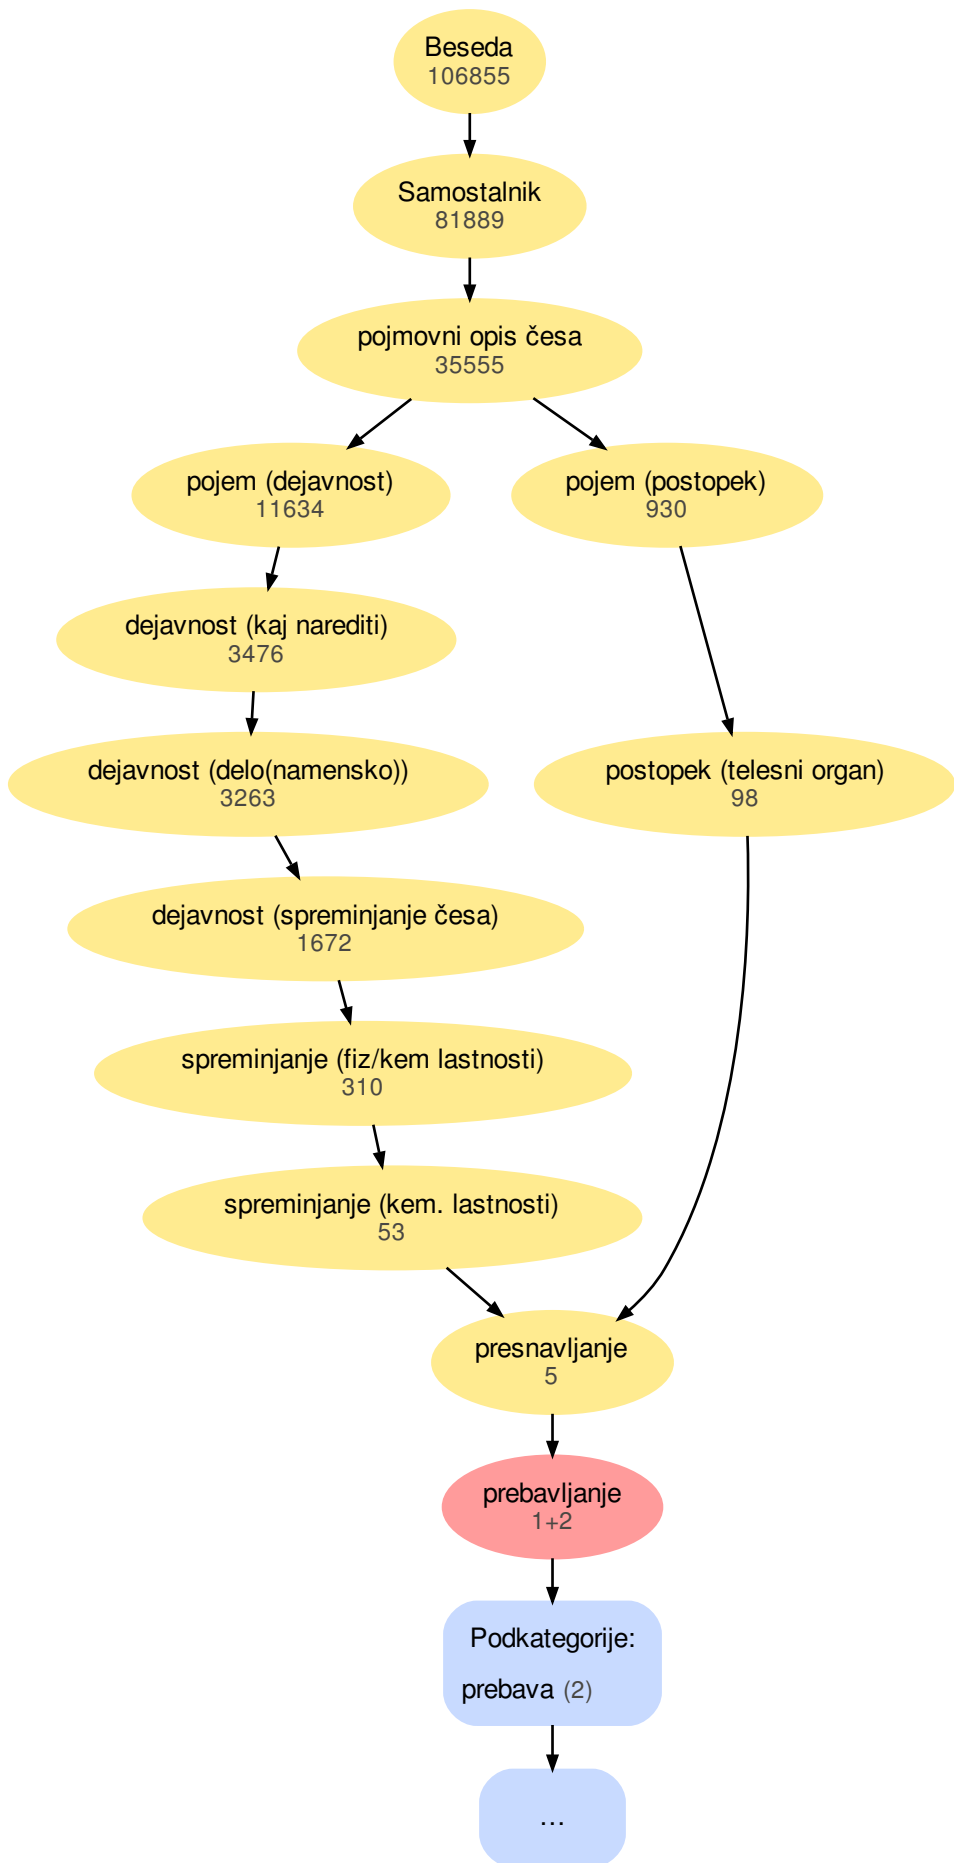 Beseda
106855
Samostalnik
81889
pojmovni opis česa
35555
pojem (dejavnost)
11634
pojem (postopek)
930
dejavnost (kaj narediti)
3476
dejavnost (delo(namensko))
3263
postopek (telesni organ)
98
dejavnost (spreminjanje česa)
1672
spreminjanje (fiz/kem lastnosti)
310
spreminjanje (kem. lastnosti)
53
presnavljanje
5
prebavljanje
1+2
Podkategorije:
prebava (2)
...